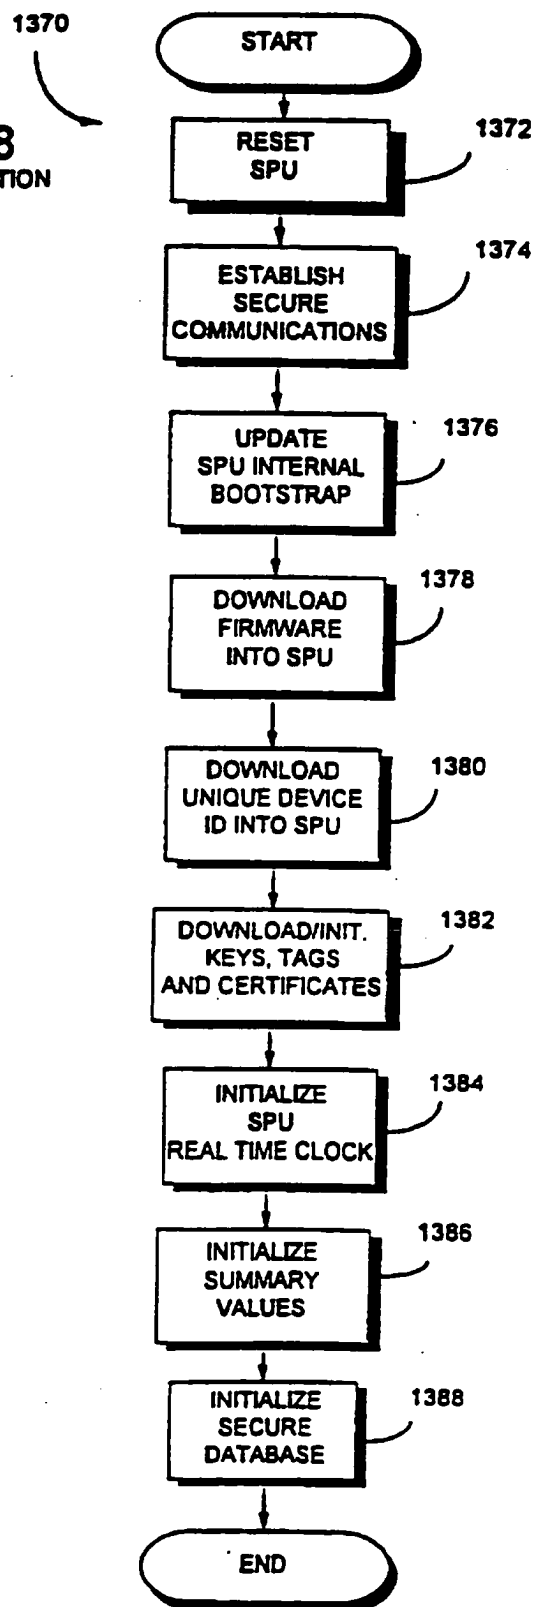 1370
START
8
TION
RESET
SPU
1372
ESTABLISH
SECURE
COMMUNICATIONS
1374
UPDATE
SPU INTERNAL
BOOTSTRAP
1376
DOWNLOAD
FIRMWARE
INTO SPU
1378
DOWNLOAD
UNIQUE DEVICE
ID INTO SPU
1380
DOWNLOAD/INIT.
KEYS, TAGS
AND CERTIFICATES
1382
INITIALIZE
SPU
REAL TIME CLOCK
1384
INITIALIZE
SUMMARY
VALUES
1386
INITIALIZE
SECURE
DATABASE
1388
END